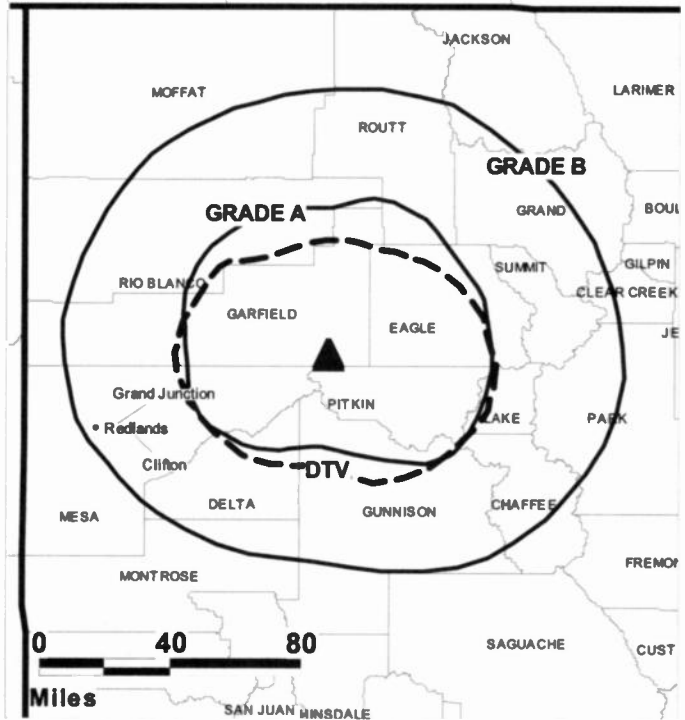 JACKSON
MOFFAT
LARIMER
ROUTT
GRADE B
GRADE A
GRAND
BOUL
SUMMIT
GILPIN
RIO BLANCO
CLEAR CREEK
GARFIELD
EAGLE
JE
Grand Junction
PITKIN
LAKE
PARK
Redlands
Clifton
DTV
DELTA
GUNNISON
CHAFFEE
MESA
FREMON
MONTROSE
0 40 80
SAGUACHE
CUST
Miles
SAN JUAN
HINSDALE